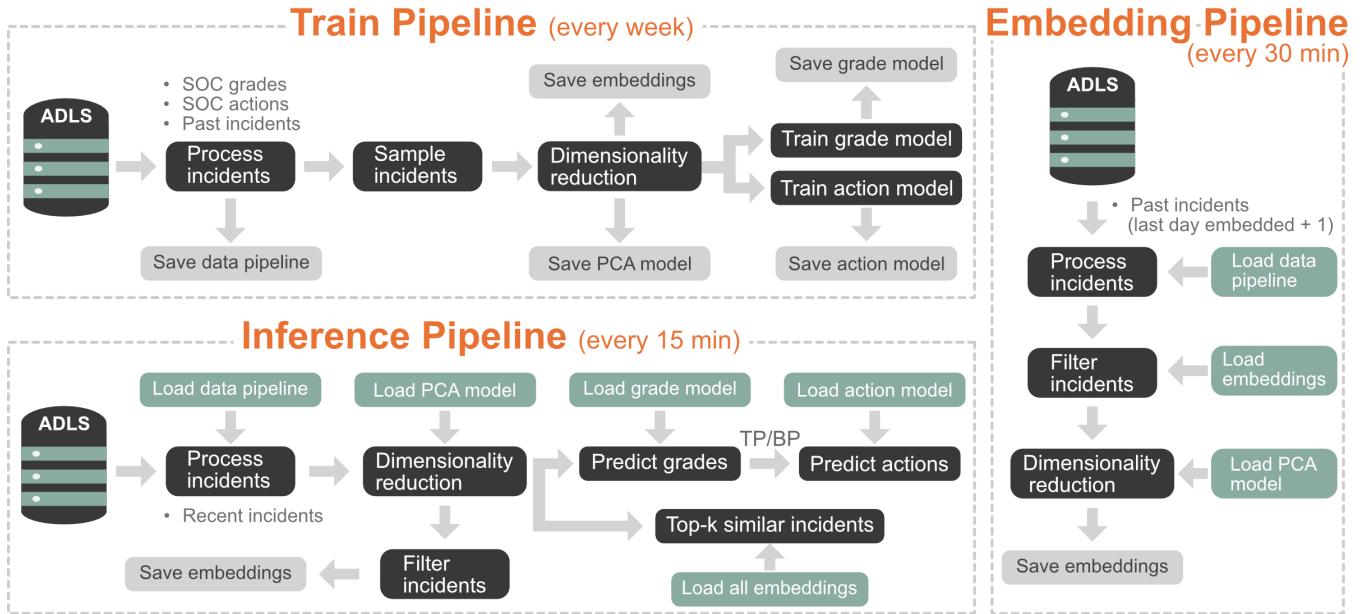 Train Pipeline (every week)
ADLS
• SOC grades
• SOC actions
• Past incidents
Process
incidents
Save data pipeline
Sample
incidents
Save embeddings
Dimensionality
reduction
Save PCA model
Save grade model
Train grade model
Train action model
Save action model
Inference Pipeline (every 15 min)
ADLS
Load data pipeline
Process
incidents
• Recent incidents
Load PCA model
Dimensionality
reduction
Filter
incidents
Save embeddings
Load grade model
Predict grades
TP/BP
Load action model
Predict actions
Top-k similar incidents
Load all embeddings
Embedding Pipeline
(every 30 min)
ADLS
• Past incidents
(last day embedded + 1)
Process
incidents
Load data
pipeline
Filter
incidents
Load
embeddings
Dimensionality
reduction
Load PCA
model
Save embeddings